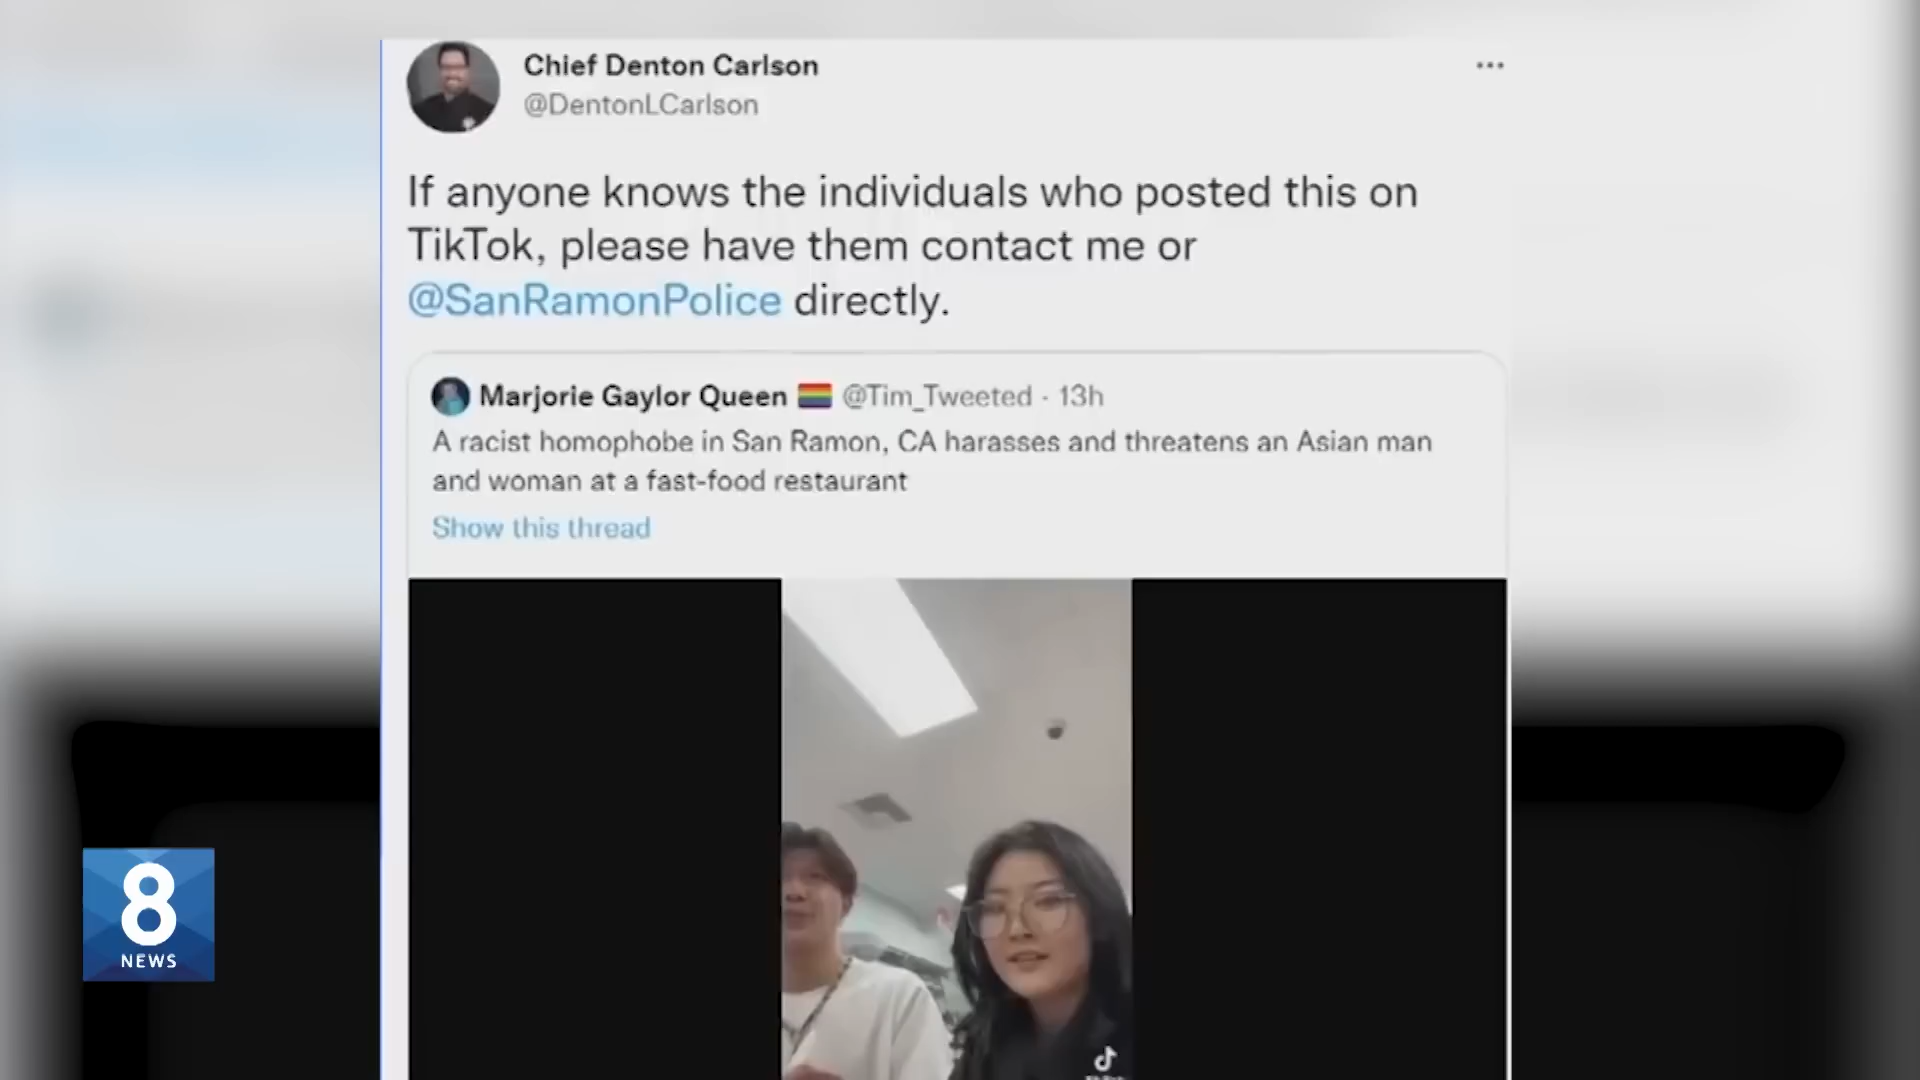 Chief Denton Carlson
@DentonLCarlson
If anyone knows the individuals who posted this on
TikTok, please have them contact me or
@SanRamonPolice directly.
Marjorie Gaylor Queen 🏳️‍🌈 @Tim_Tweeted · 13h
A racist homophobe in San Ramon, CA harasses and threatens an Asian man
and woman at a fast-food restaurant
Show this thread
8
NEWS